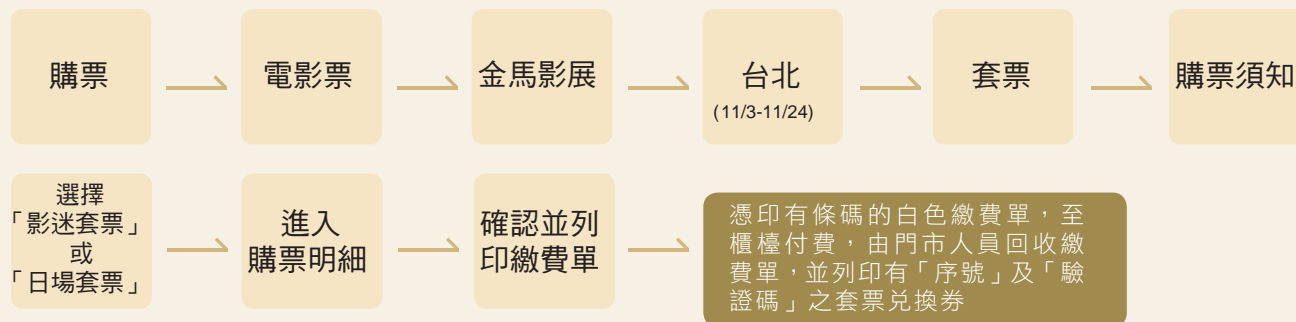 購票
電影票
金馬影展
台北
(11/3-11/24)
套票
購票須知
選擇
「影迷套票」
或
「日場套票」
進入
購票明細
確認並列
印繳費單
憑印有條碼的白色繳費單，至
櫃檯付費，由門市人員回收繳
費單，並列印有「序號」及「驗
證碼」之套票兌換券